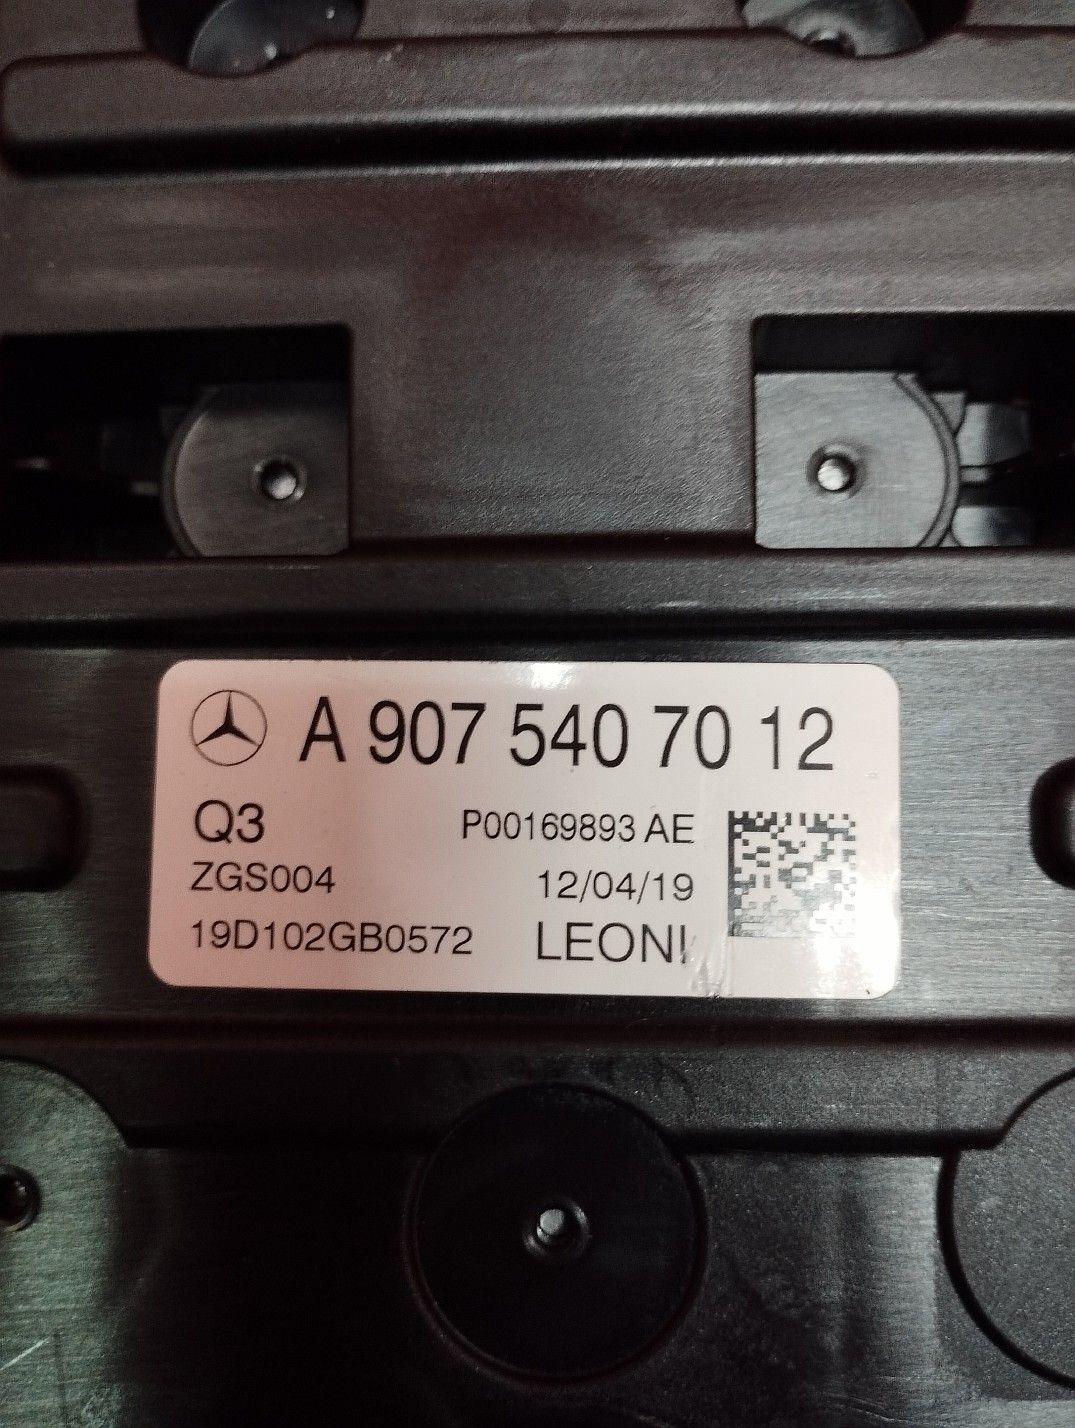 A 907 540 70 12
Q3
P00169893 AE
ZGS004
12/04/19
19D102GB0572
LEONI